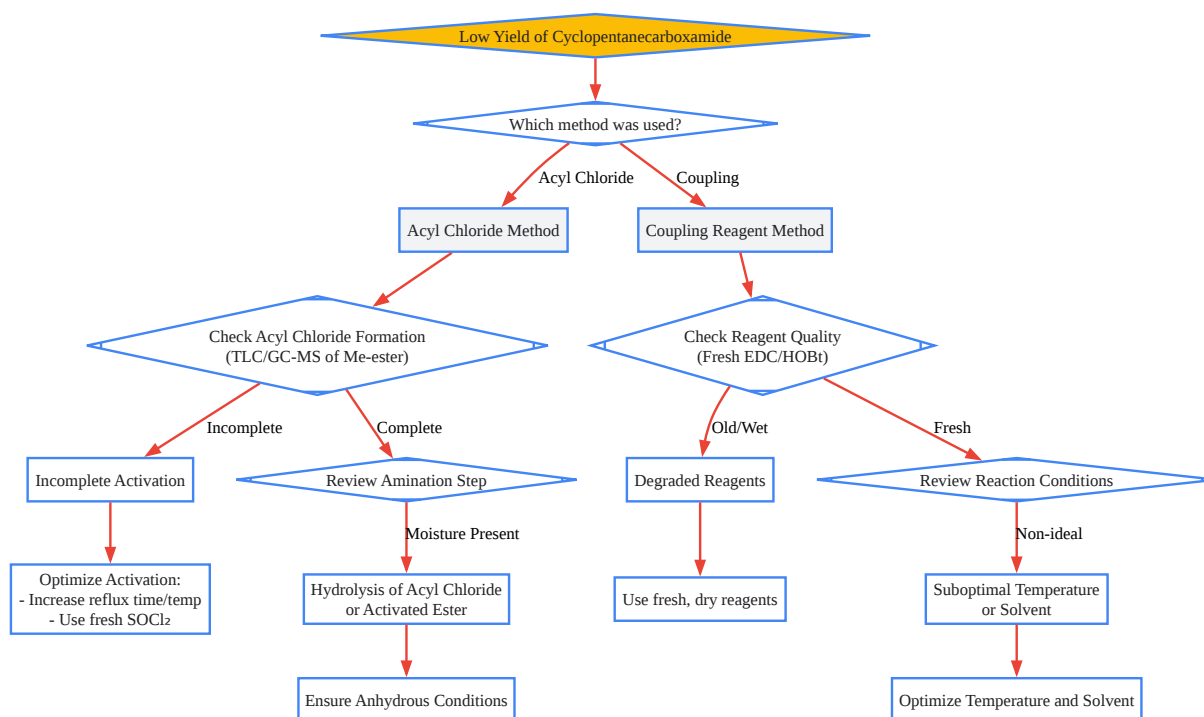 Low Yield of Cyclopentanecarboxamide
Which method was used?
Acyl Chloride
Coupling
Acyl Chloride Method
Coupling Reagent Method
Check Acyl Chloride Formation
(TLC/GC-MS of Me-ester)
Check Reagent Quality
(Fresh EDC/HOBt)
Incomplete
Complete
Old/Wet
Fresh
Incomplete Activation
Review Amination Step
Degraded Reagents
Review Reaction Conditions
Moisture Present
Non-ideal
Optimize Activation:
- Increase reflux time/temp
- Use fresh SOCl₂
Hydrolysis of Acyl Chloride
or Activated Ester
Use fresh, dry reagents
Suboptimal Temperature
or Solvent
Ensure Anhydrous Conditions
Optimize Temperature and Solvent